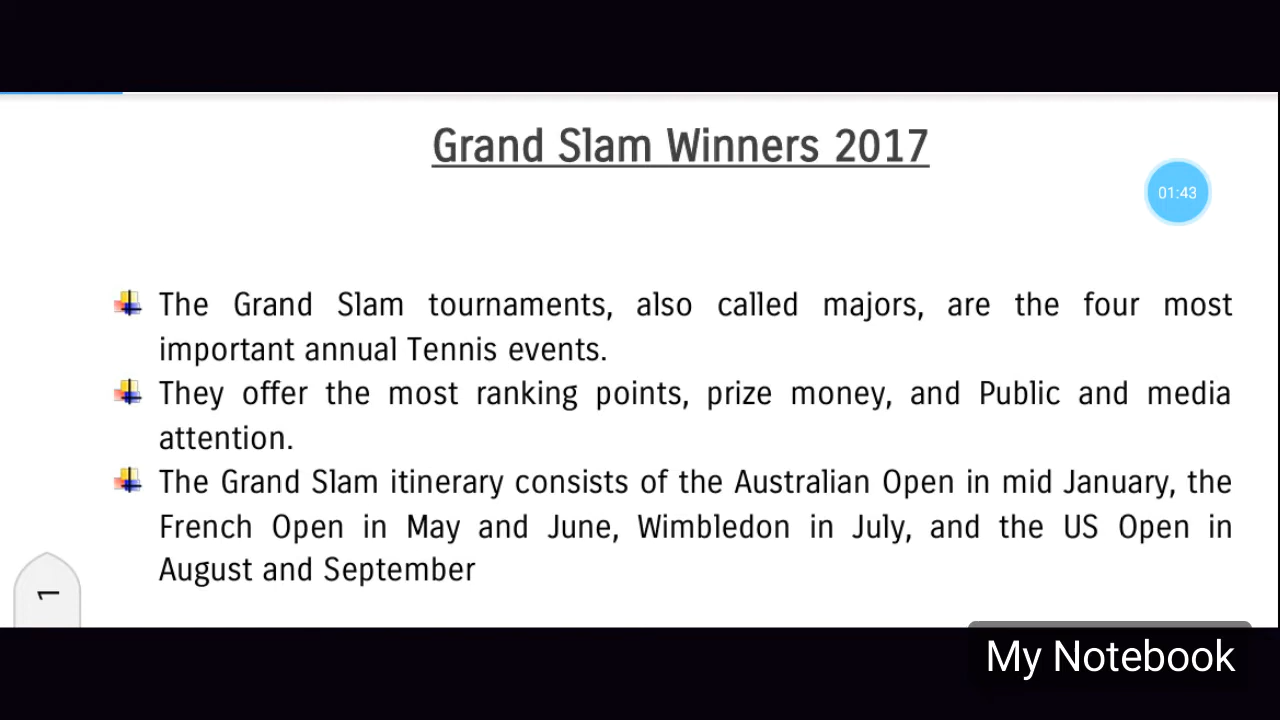 Grand Slam Winners 2017
01:43
The Grand Slam tournaments, also called majors, are the four most
important annual Tennis events.
They offer the most ranking points, prize money, and Public and media
attention.
The Grand Slam itinerary consists of the Australian Open in mid January, the
French Open in May and June, Wimbledon in July, and the US Open in
August and September
1
My Notebook